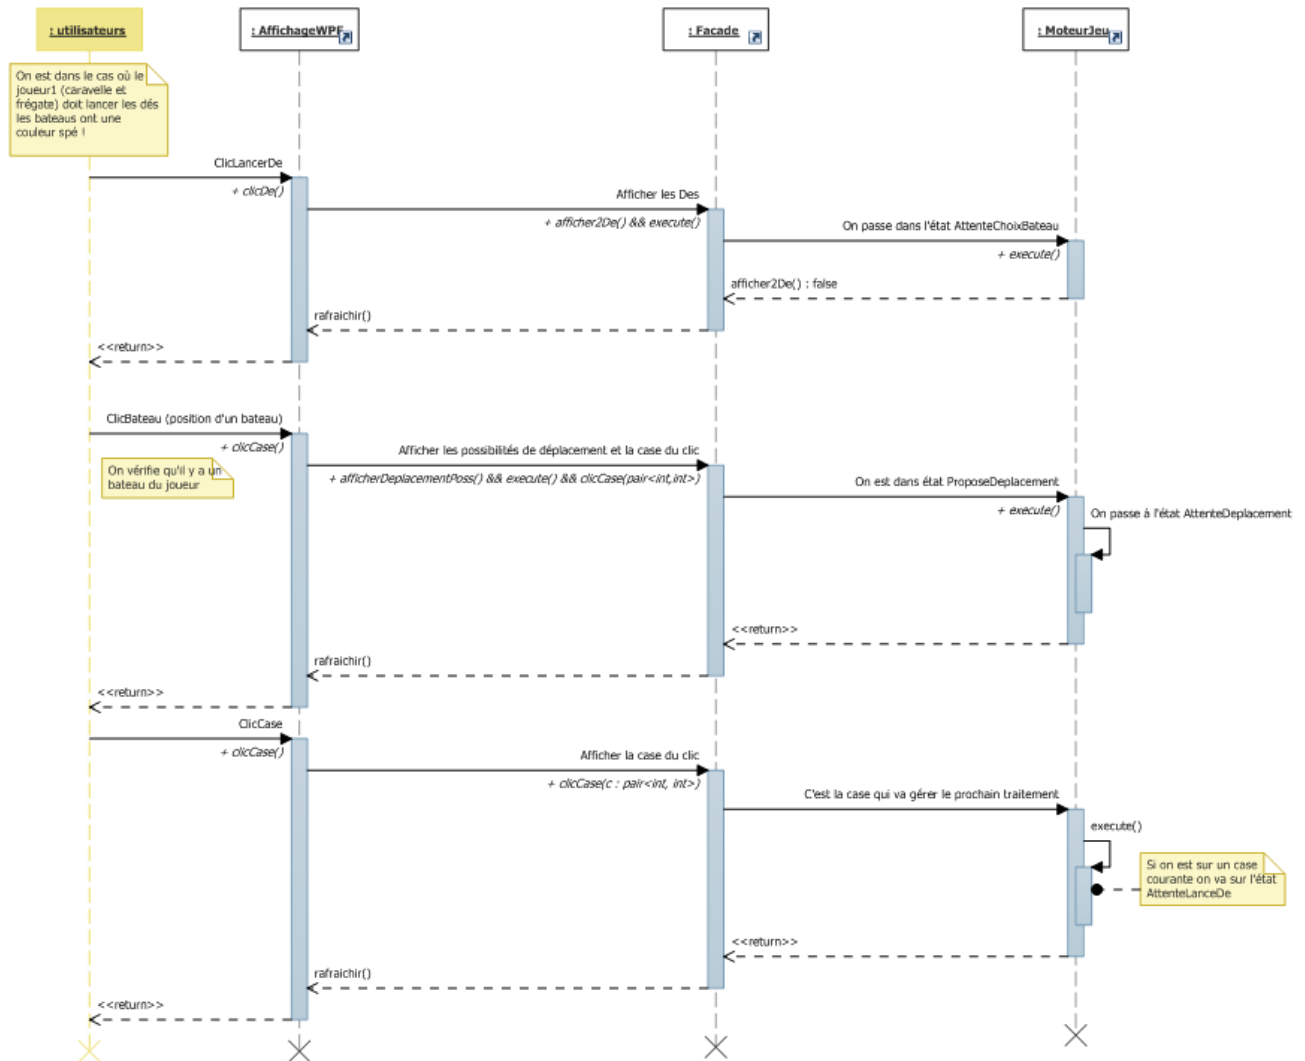 : utilisateurs
: AffichageWPF
: Facade
: MoteurJeu
On est dans le cas où le
joueur1 (caravelle et
frégate) doit lancer les dés
les bateaus ont une
couleur spé !
ClicLancerDe
+ clicDe()
Afficher les Des
+ afficher2De() && execute()
On passe dans l'état AttenteChoixBateau
+ execute()
afficher2De() : false
rafraichir()
<<return>>
ClicBateau (position d'un bateau)
+ clicCase()
On vérifie qu'il y a un
bateau du joueur
Afficher les possibilités de déplacement et la case du clic
+ afficherDeplacementPoss() && execute() && clicCase(pair<int,int>)
On est dans état ProposeDeplacement
+ execute()
On passe à l'état AttenteDeplacement
<<return>>
rafraichir()
<<return>>
ClicCase
+ clicCase()
Afficher la case du clic
+ clicCase(c : pair<int, int>)
C'est la case qui va gérer le prochain traitement
execute()
Si on est sur un case
courante on va sur l'état
AttenteLanceDe
<<return>>
rafraichir()
<<return>>